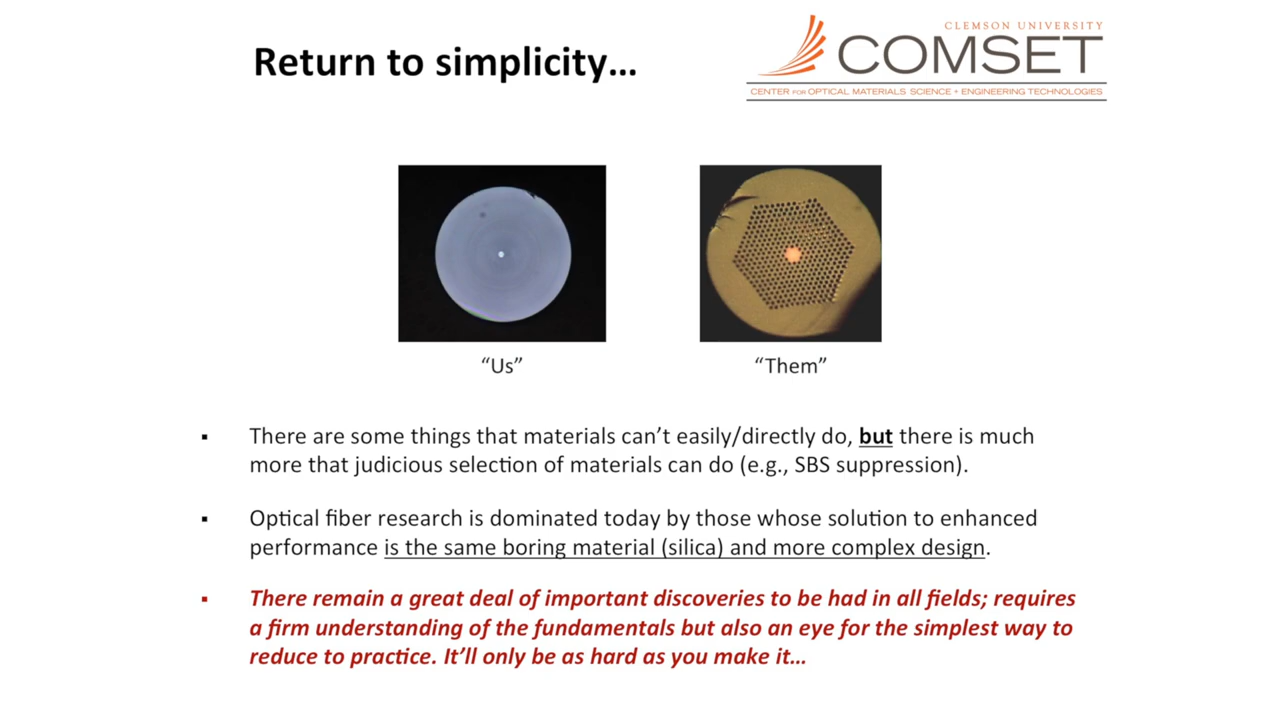 Return to simplicity...
CLEMSON UNIVERSITY
COMSET
CENTER FOR OPTICAL MATERIALS SCIENCE + ENGINEERING TECHNOLOGIES
“Us”
“Them”
▪ There are some things that materials can’t easily/directly do, but there is much
more that judicious selection of materials can do (e.g., SBS suppression).
▪ Optical fiber research is dominated today by those whose solution to enhanced
performance is the same boring material (silica) and more complex design.
▪ There remain a great deal of important discoveries to be had in all fields; requires
a firm understanding of the fundamentals but also an eye for the simplest way to
reduce to practice. It’ll only be as hard as you make it...